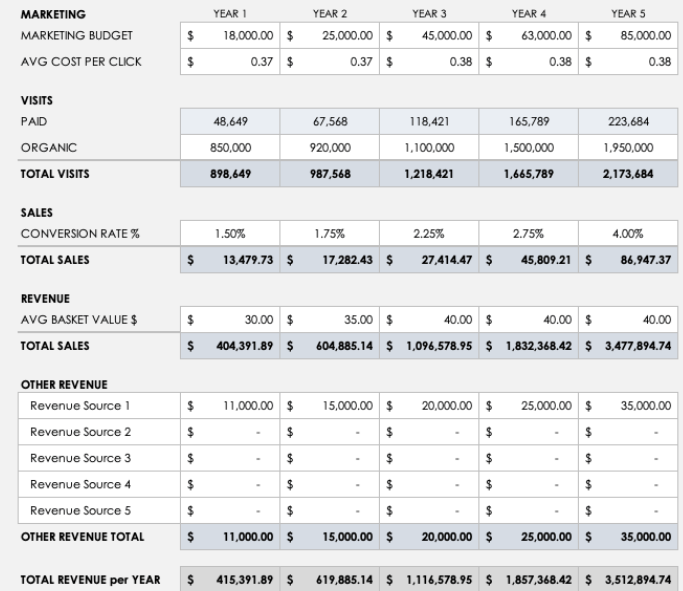 MARKETING YEAR 1 YEAR 2 YEAR 3 YEAR 4 YEAR 5
MARKETING BUDGET $ 18,000.00 $ 25,000.00 $ 45,000.00 $ 63,000.00 $ 85,000.00
AVG COST PER CLICK $ 0.37 $ 0.37 $ 0.38 $ 0.38 $ 0.38
VISITS
PAID 48,649 67,568 118,421 165,789 223,684
ORGANIC 850,000 920,000 1,100,000 1,500,000 1,950,000
TOTAL VISITS 898,649 987,568 1,218,421 1,665,789 2,173,684
SALES
CONVERSION RATE % 1.50% 1.75% 2.25% 2.75% 4.00%
TOTAL SALES $ 13,479.73 $ 17,282.43 $ 27,414.47 $ 45,809.21 $ 86,947.37
REVENUE
AVG BASKET VALUE $ $ 30.00 $ 35.00 $ 40.00 $ 40.00 $ 40.00
TOTAL SALES $ 404,391.89 $ 604,885.14 $ 1,096,578.95 $ 1,832,368.42 $ 3,477,894.74
OTHER REVENUE
Revenue Source 1 $ 11,000.00 $ 15,000.00 $ 20,000.00 $ 25,000.00 $ 35,000.00
Revenue Source 2 $ - $ - $ - $ - $ -
Revenue Source 3 $ - $ - $ - $ - $ -
Revenue Source 4 $ - $ - $ - $ - $ -
Revenue Source 5 $ - $ - $ - $ - $ -
OTHER REVENUE TOTAL $ 11,000.00 $ 15,000.00 $ 20,000.00 $ 25,000.00 $ 35,000.00
TOTAL REVENUE per YEAR $ 415,391.89 $ 619,885.14 $ 1,116,578.95 $ 1,857,368.42 $ 3,512,894.74